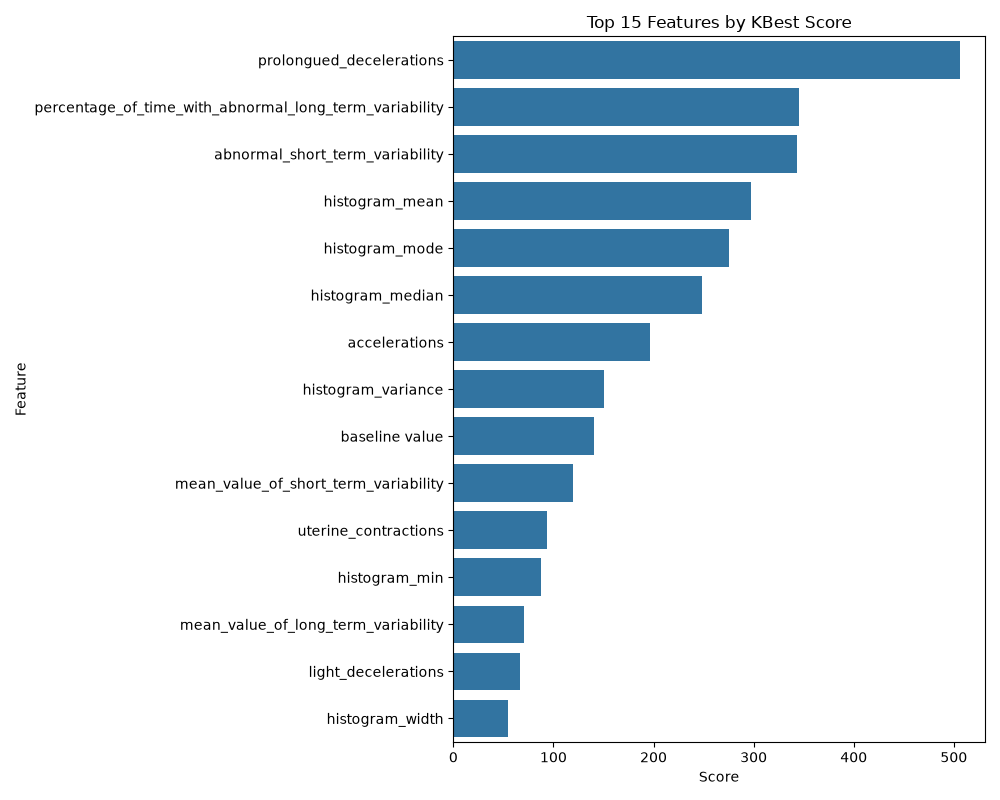 Top 15 Features by KBest Score
prolongued_decelerations
percentage_of_time_with_abnormal_long_term_variability
abnormal_short_term_variability
histogram_mean
histogram_mode
histogram_median
accelerations
histogram_variance
baseline value
mean_value_of_short_term_variability
uterine_contractions
histogram_min
mean_value_of_long_term_variability
light_decelerations
histogram_width
Feature
0 100 200 300 400 500
Score